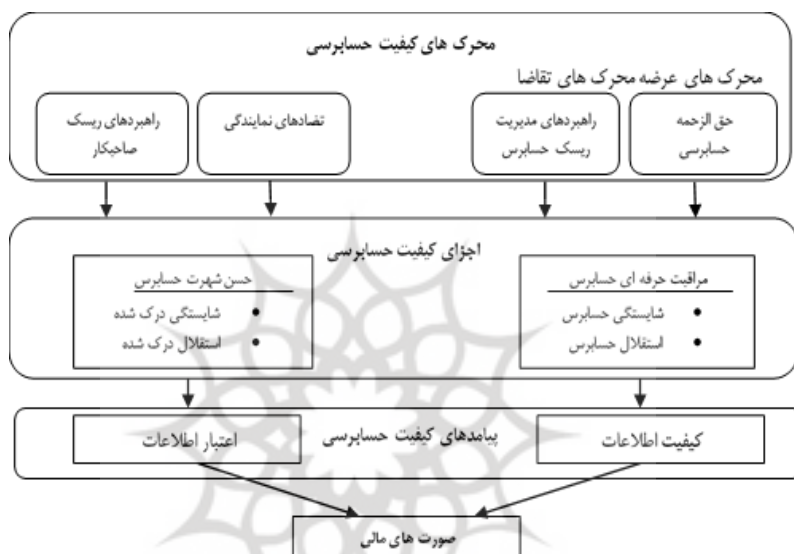 محرک های کیفیت حسابرسی
محرک های عرضه محرک های تقاضا
حق الزحمه
حسابرسی
راهبردهای مدیریت
ریسک حسابرس
تضادهای نمایندگی
راهبردهای ریسک
صاحبکار
اجزای کیفیت حسابرسی
مراقبت حرفه ای حسابرس
• شایستگی حسابرس
• استقلال حسابرس
حسن شهرت حسابرس
• شایستگی درک شده
• استقلال درک شده
کیفیت اطلاعات
پیامدهای کیفیت حسابرسی
اعتبار اطلاعات
صورت های مالی